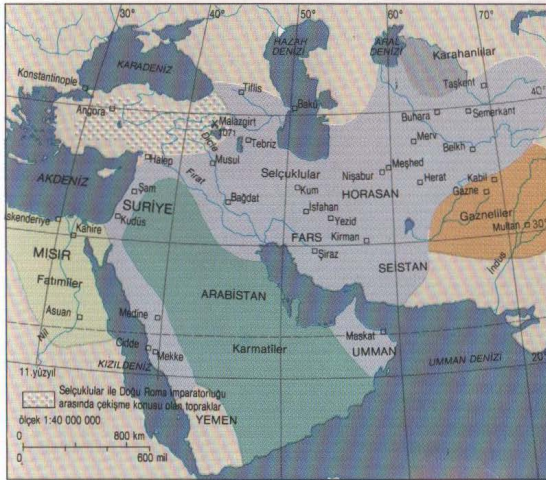 30°
40°
50°
60°
70°
HAZAR
DENİZİ
ARAL
DENİZİ
Karahanlılar
KARADENİZ
Konstantinople
Tiflis
Taşkent
40°
Angora
Bakû
Buhara
Semerkant
Malazgirt
1071
Dicle
Tebriz
Merv
Belkh
Halep
Musul
Selçuklular
Nişabur
Meşhed
AKDENİZ
Fırat
Herat
Kabil
Şam
Kum
HORASAN
Gazne
SURİYE
Bağdat
İsfahan
Gazneliler
İskenderiye
Kudüs
Yezid
Multan
30°
Kahire
FARS
Kirman
MISIR
Şiraz
SEİSTAN
Indus
Fatımiler
ARABİSTAN
Asuan
Medine
Maskat
Nil
Cidde
Mekke
Karmatiler
UMMAN
UMMAN DENİZİ
20°
KIZILDENİZ
11.yüzyıl
Selçuklular ile Doğu Roma İmparatorluğu
arasında çekişme konusu olan topraklar
ölçek 1:40 000 000
YEMEN
0
800 km
0
600 mil